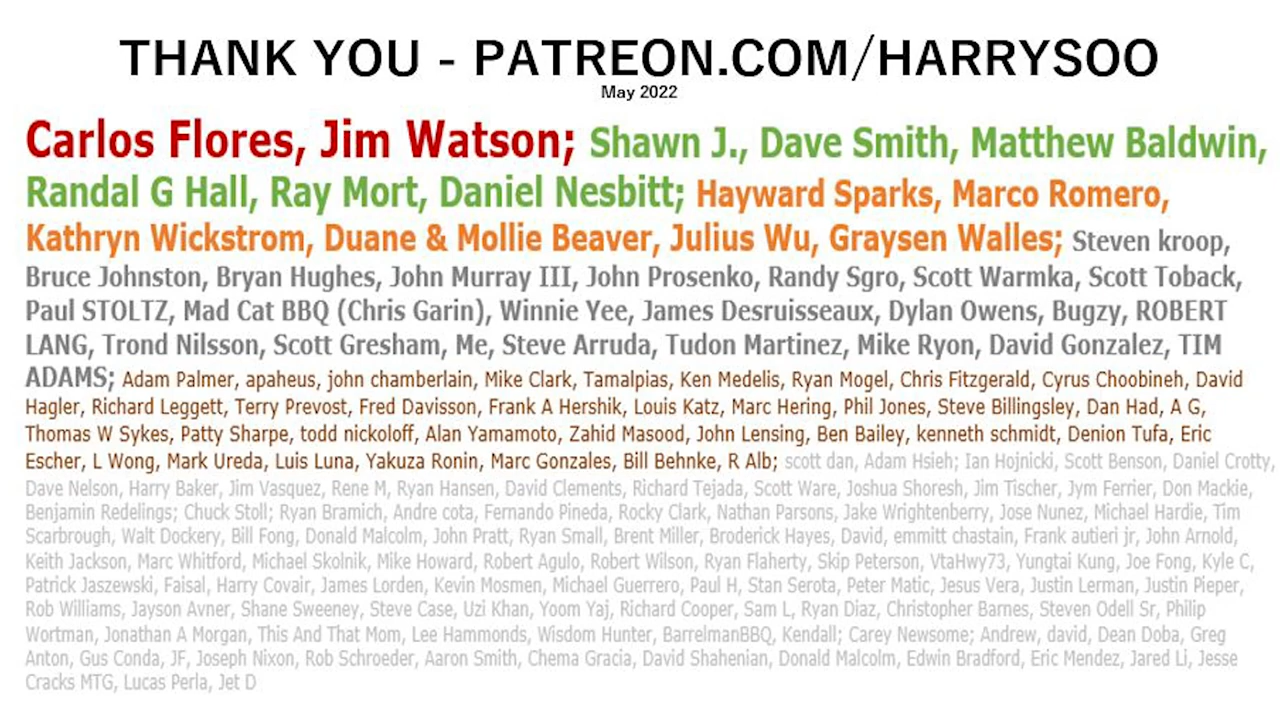 THANK YOU - PATREON.COM/HARRYSOO
May 2022
Carlos Flores, Jim Watson; Shawn J., Dave Smith, Matthew Baldwin,
Randal G Hall, Ray Mort, Daniel Nesbitt; Hayward Sparks, Marco Romero,
Kathryn Wickstrom, Duane & Mollie Beaver, Julius Wu, Graysen Walles; Steven kroop,
Bruce Johnston, Bryan Hughes, John Murray III, John Prosenko, Randy Sgro, Scott Warmka, Scott Toback,
Paul STOLTZ, Mad Cat BBQ (Chris Garin), Winnie Yee, James Desruisseaux, Dylan Owens, Bugzy, ROBERT
LANG, Trond Nilsson, Scott Gresham, Me, Steve Arruda, Tudon Martinez, Mike Ryon, David Gonzalez, TIM
ADAMS; Adam Palmer, apaheus, john chamberlain, Mike Clark, Tamalpias, Ken Medelis, Ryan Mogel, Chris Fitzgerald, Cyrus Choobineh, David
Hagler, Richard Leggett, Terry Prevost, Fred Davisson, Frank A Hershik, Louis Katz, Marc Hering, Phil Jones, Steve Billingsley, Dan Had, A G,
Thomas W Sykes, Patty Sharpe, todd nickoloff, Alan Yamamoto, Zahid Masood, John Lensing, Ben Bailey, kenneth schmidt, Denion Tufa, Eric
Escher, L Wong, Mark Ureda, Luis Luna, Yakuza Ronin, Marc Gonzales, Bill Behnke, R Alb; scott dan, Adam Hsieh; Ian Hojnicki, Scott Benson, Daniel Crotty,
Dave Nelson, Harry Baker, Jim Vasquez, Rene M, Ryan Hansen, David Clements, Richard Tejada, Scott Ware, Joshua Shoresh, Jim Tischer, Jym Ferrier, Don Mackie,
Benjamin Redelings; Chuck Stoll; Ryan Bramich, Andre cota, Fernando Pineda, Rocky Clark, Nathan Parsons, Jake Wrightenberry, Jose Nunez, Michael Hardie, Tim
Scarbrough, Walt Dockery, Bill Fong, Donald Malcolm, John Pratt, Ryan Small, Brent Miller, Broderick Hayes, David, emmitt chastain, Frank autieri jr, John Arnold,
Keith Jackson, Marc Whitford, Michael Skolnik, Mike Howard, Robert Agulo, Robert Wilson, Ryan Flaherty, Skip Peterson, VtaHwy73, Yungtai Kung, Joe Fong, Kyle C,
Patrick Jaszewski, Faisal, Harry Covair, James Lorden, Kevin Mosmen, Michael Guerrero, Paul H, Stan Serota, Peter Matic, Jesus Vera, Justin Lerman, Justin Pieper,
Rob Williams, Jayson Avner, Shane Sweeney, Steve Case, Uzi Khan, Yoom Yaj, Richard Cooper, Sam L, Ryan Diaz, Christopher Barnes, Steven Odell Sr, Philip
Wortman, Jonathan A Morgan, This And That Mom, Lee Hammonds, Wisdom Hunter, BarrelmanBBQ, Kendall; Carey Newsome; Andrew, david, Dean Doba, Greg
Anton, Gus Conda, JF, Joseph Nixon, Rob Schroeder, Aaron Smith, Chema Gracia, David Shahenian, Donald Malcolm, Edwin Bradford, Eric Mendez, Jared Li, Jesse
Cracks MTG, Lucas Perla, Jet D